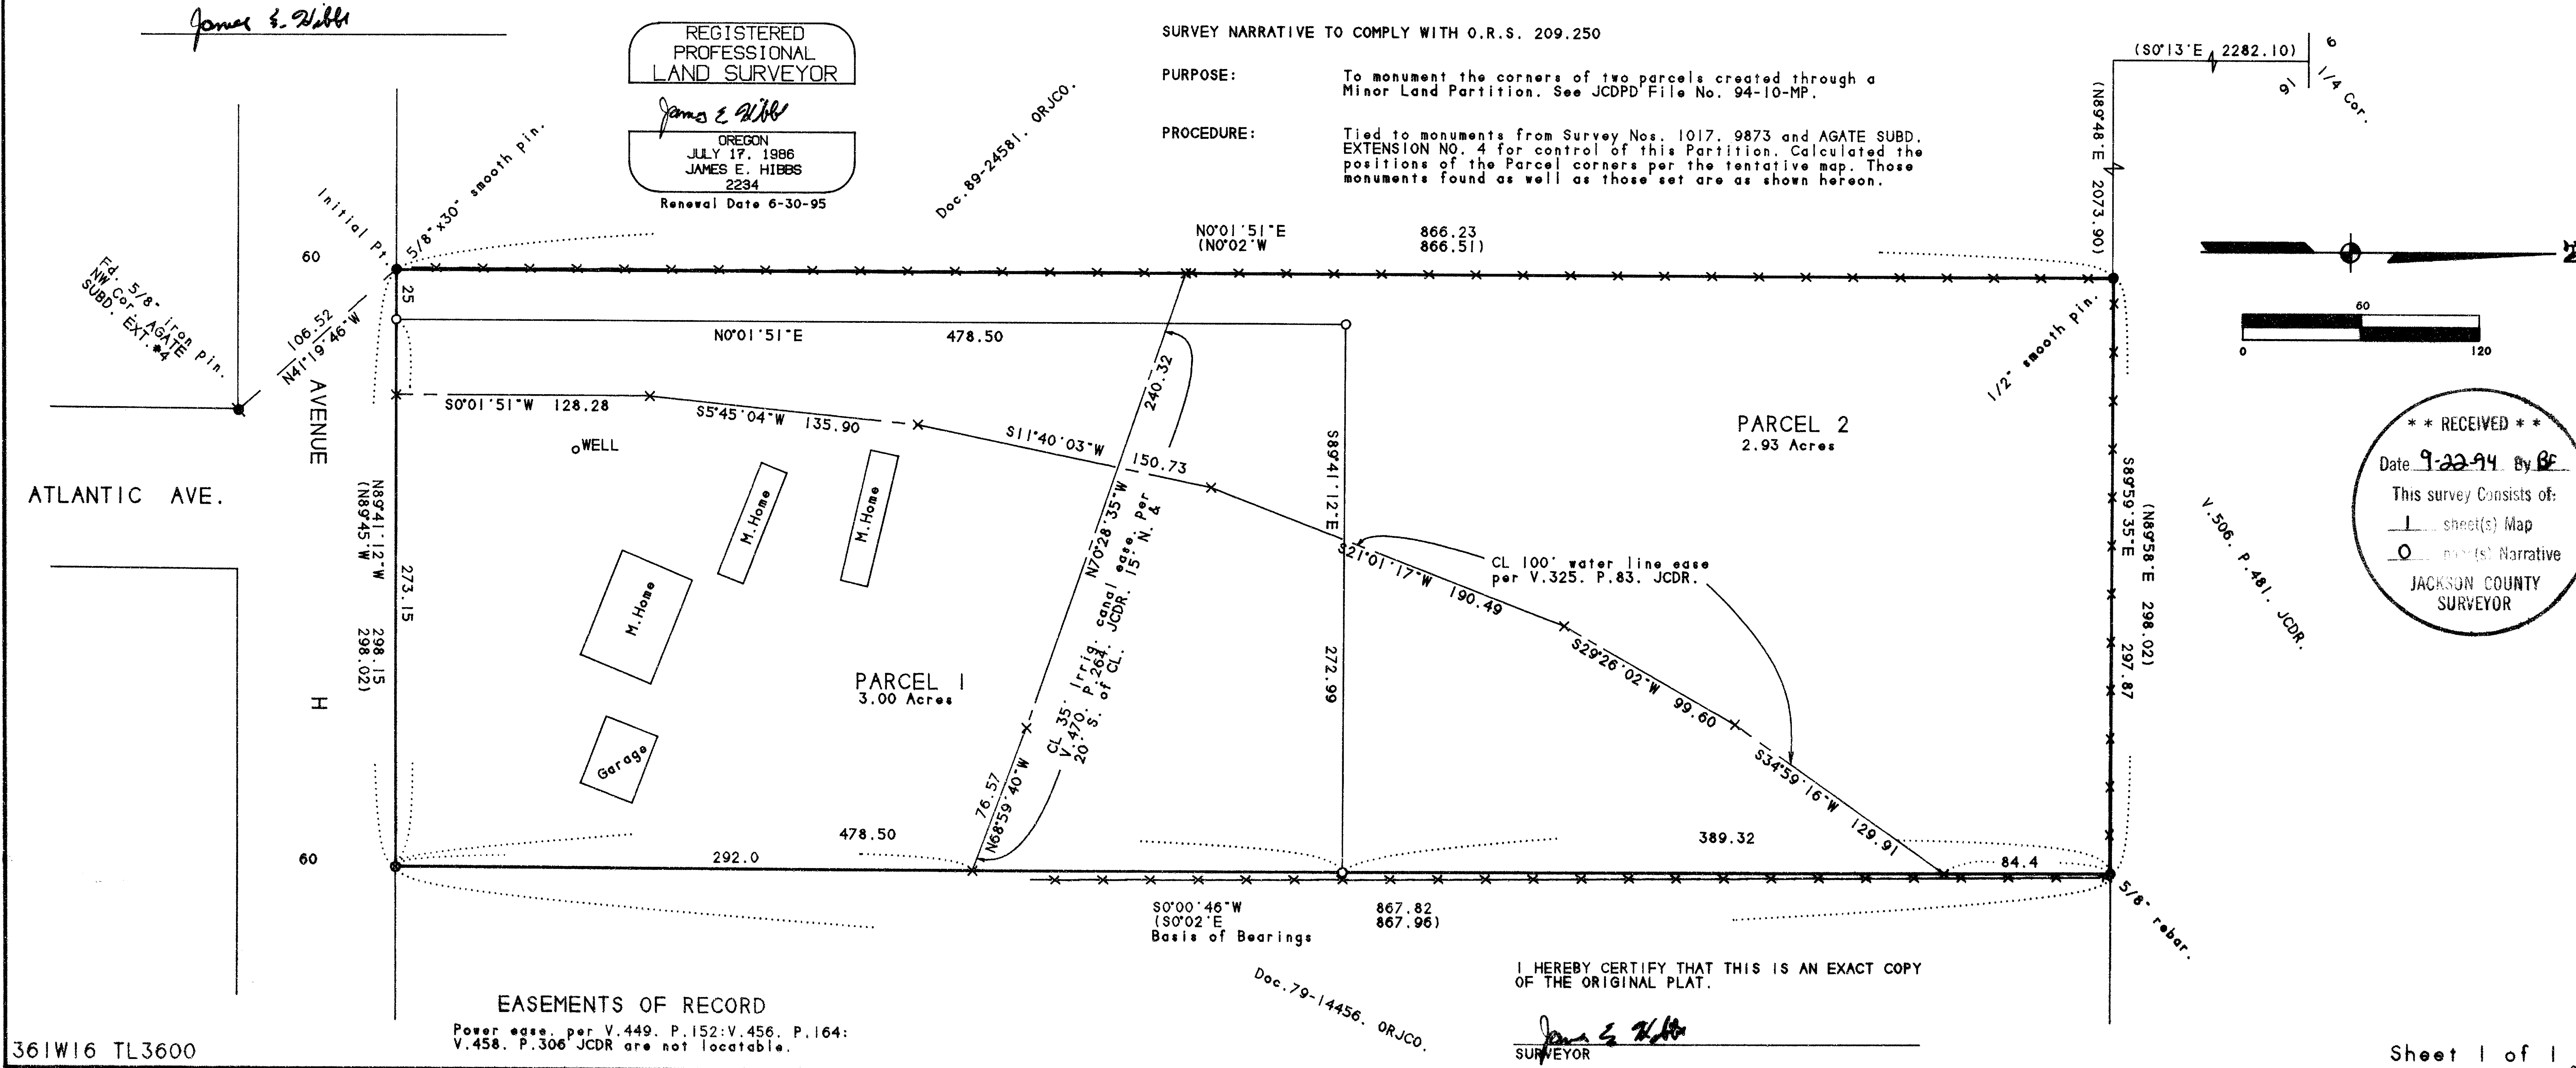 James E. Hibbs
REGISTERED
PROFESSIONAL
LAND SURVEYOR
James E Hibbs
OREGON
JULY 17, 1986
JAMES E. HIBBS
2234
Renewal Date 6-30-95
SURVEY NARRATIVE TO COMPLY WITH O.R.S. 209.250
PURPOSE: To monument the corners of two parcels created through a
Minor Land Partition. See JCDPD File No. 94-10-MP.
PROCEDURE: Tied to monuments from Survey Nos. 1017, 9873 and AGATE SUBD.
EXTENSION NO. 4 for control of this Partition. Calculated the
positions of the Parcel corners per the tentative map. Those
monuments found as well as those set are as shown hereon.
(S0°13'E 2282.10)
9
16
1/4 Cor.
(N89°48'E 2073.90)
Doc.89-24581, ORJCO.
5/8"x30" smooth pin.
Initial Pt.
60
Fd. 5/8" iron pin.
NW Cor. AGATE
SUBD. EXT.#4
106.52
N41°19'46"W
25
N0°01'51"E 866.23
(N0°02'W 866.51)
N0°01'51"E 478.50
1/2" smooth pin.
60
0 120
N
S0°01'51"W 128.28
S5°45'04"W 135.90
S11°40'03"W 150.73
240.32
N70°28'35"W
WELL
M.Home
M.Home
M.Home
Garage
PARCEL 1
3.00 Acres
PARCEL 2
2.93 Acres
S89°41'12"E
272.99
CL 35' Irrig. canal ease. Per
V.470, P.264, JCDR. 15' N. &
20' S. of CL.
76.57
N68°59'40"W
S21°01'17"W 190.49
CL 100' water line ease
per V.325, P.83, JCDR.
S29°26'02"W 99.60
S34°59'16"W 129.91
ATLANTIC AVE.
AVENUE
H
N89°41'12"W 298.15
(N89°45'W 298.02)
273.15
S89°59'35"E 297.87
(N89°58'E 298.02)
V.506, P.481, JCDR.
* * RECEIVED * *
Date 9-22-94 By BF
This survey Consists of:
1 sheet(s) Map
0 (s) Narrative
JACKSON COUNTY
SURVEYOR
60
478.50
292.0
389.32
84.4
5/8" rebar.
S0°00'46"W 867.82
(S0°02'E 867.96)
Basis of Bearings
Doc.79-14456, ORJCO.
I HEREBY CERTIFY THAT THIS IS AN EXACT COPY
OF THE ORIGINAL PLAT.
James E Hibbs
SURVEYOR
EASEMENTS OF RECORD
Power ease. per V.449, P.152:V.456, P.164:
V.458, P.306 JCDR are not locatable.
361W16 TL3600
Sheet 1 of 1